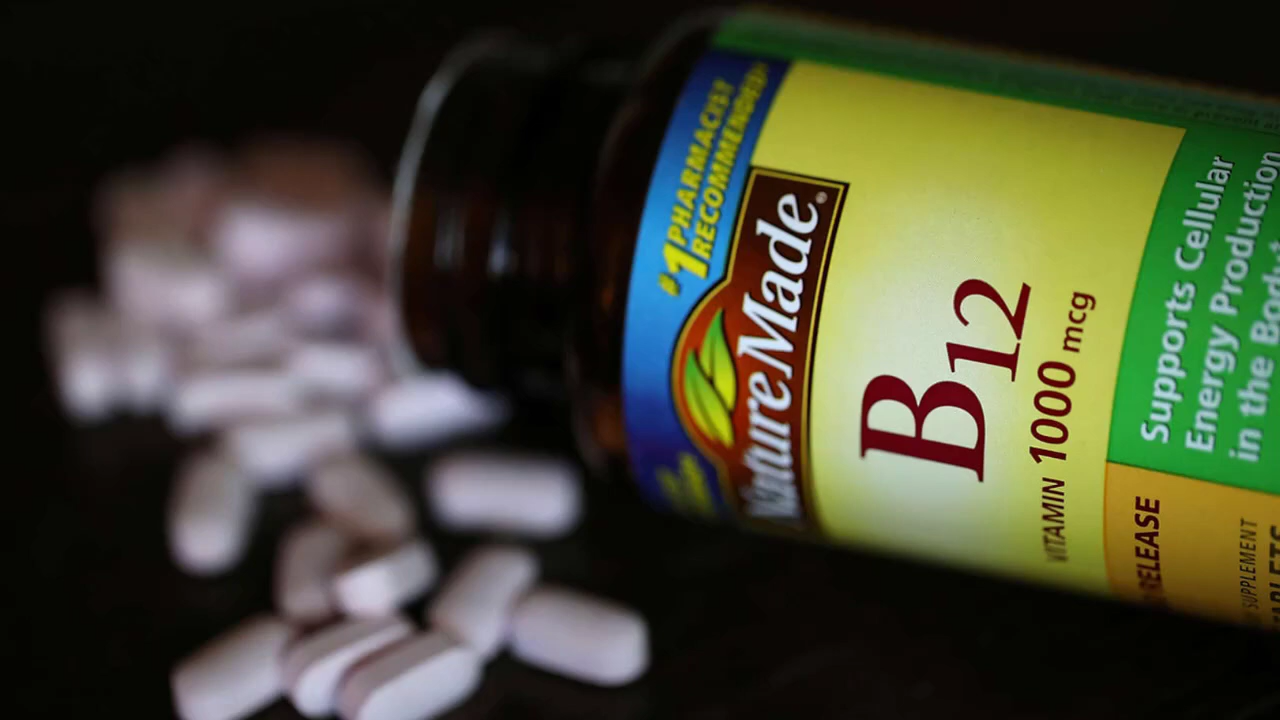 #1 PHARMACIST
RECOMMENDED
NatureMade®
B12
VITAMIN 1000 mcg
Supports Cellular
Energy Production
in the Body
RELEASE
SUPPLEMENT